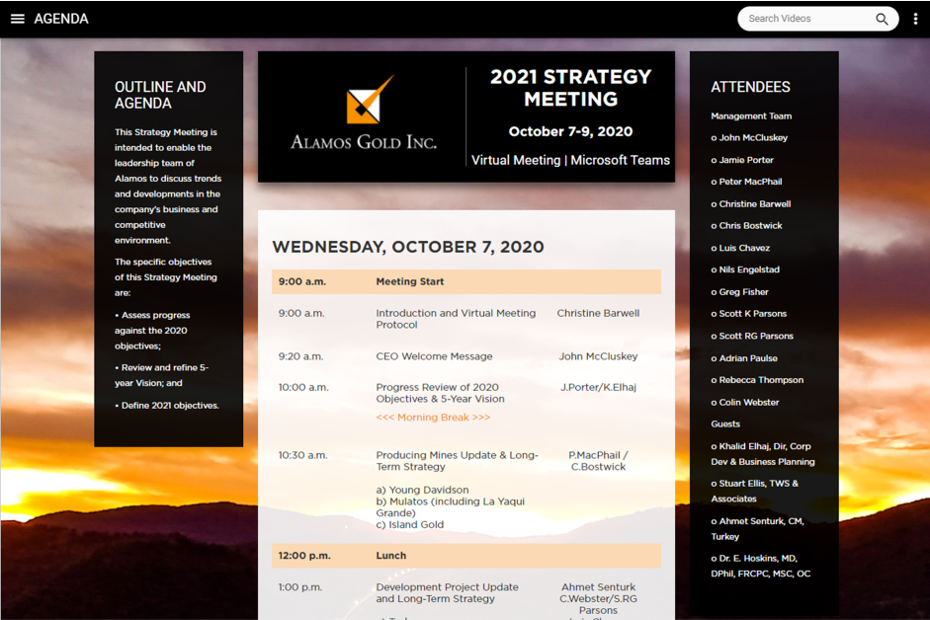 AGENDA
Search Videos
OUTLINE AND
AGENDA
This Strategy Meeting is
intended to enable the
leadership team of
Alamos to discuss trends
and developments in the
company's business and
competitive
environment.
The specific objectives
of this Strategy Meeting
are:
• Assess progress
against the 2020
objectives;
• Review and refine 5-
year Vision; and
• Define 2021 objectives.
ALAMOS GOLD INC.
2021 STRATEGY
MEETING
October 7-9, 2020
Virtual Meeting | Microsoft Teams
WEDNESDAY, OCTOBER 7, 2020
9:00 a.m. Meeting Start
9:00 a.m. Introduction and Virtual Meeting Christine Barwell
Protocol
9:20 a.m. CEO Welcome Message John McCluskey
10:00 a.m. Progress Review of 2020 J.Porter/K.Elhaj
Objectives & 5-Year Vision
<<< Morning Break >>>
10:30 a.m. Producing Mines Update & Long- P.MacPhail /
Term Strategy C.Bostwick
a) Young Davidson
b) Mulatos (including La Yaqui
Grande)
c) Island Gold
12:00 p.m. Lunch
1:00 p.m. Development Project Update Ahmet Senturk
and Long-Term Strategy C.Webster/S.RG
Parsons
ATTENDEES
Management Team
o John McCluskey
o Jamie Porter
o Peter MacPhail
o Christine Barwell
o Chris Bostwick
o Luis Chavez
o Nils Engelstad
o Greg Fisher
o Scott K Parsons
o Scott RG Parsons
o Adrian Paulse
o Rebecca Thompson
o Colin Webster
Guests
o Khalid Elhaj, Dir, Corp
Dev & Business Planning
o Stuart Ellis, TWS &
Associates
o Ahmet Senturk, CM,
Turkey
o Dr. E. Hoskins, MD,
DPhil, FRCPC, MSC, OC